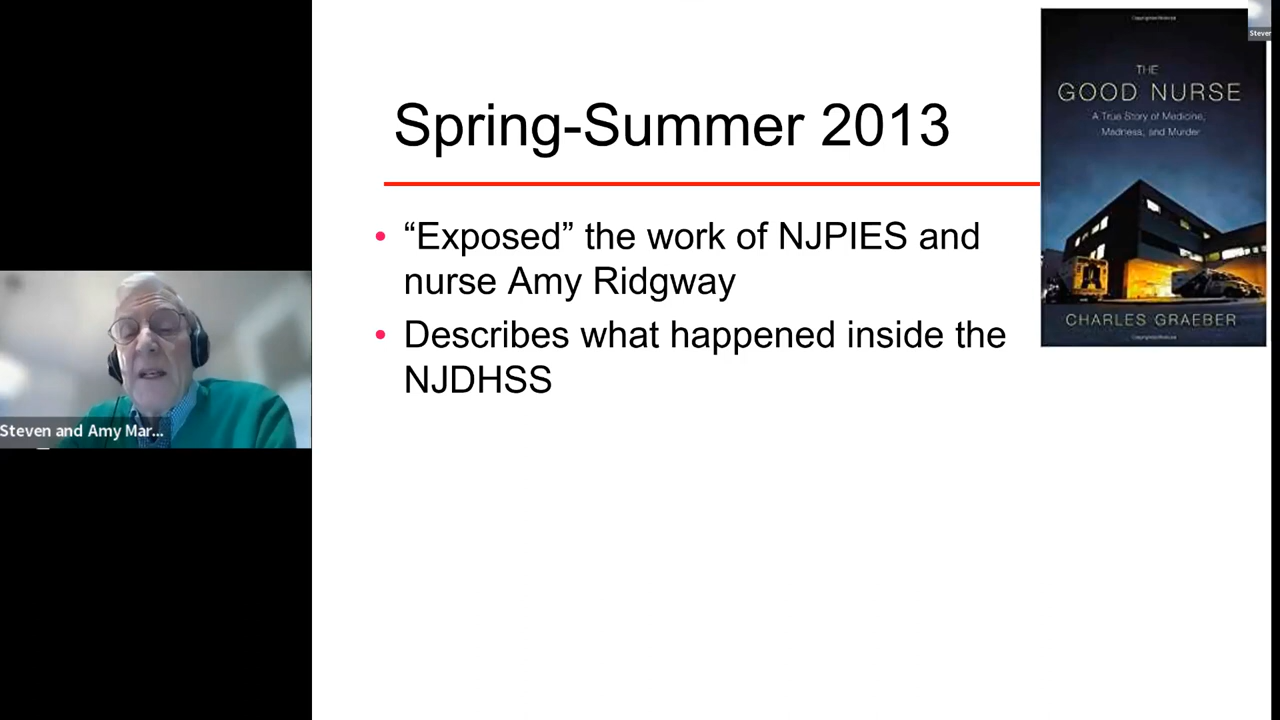 Spring-Summer 2013
• “Exposed” the work of NJPIES and
nurse Amy Ridgway
• Describes what happened inside the
NJDHSS
THE
GOOD NURSE
A True Story of Medicine,
Madness, and Murder
CHARLES GRAEBER
Steven and Amy Mar...
Steven